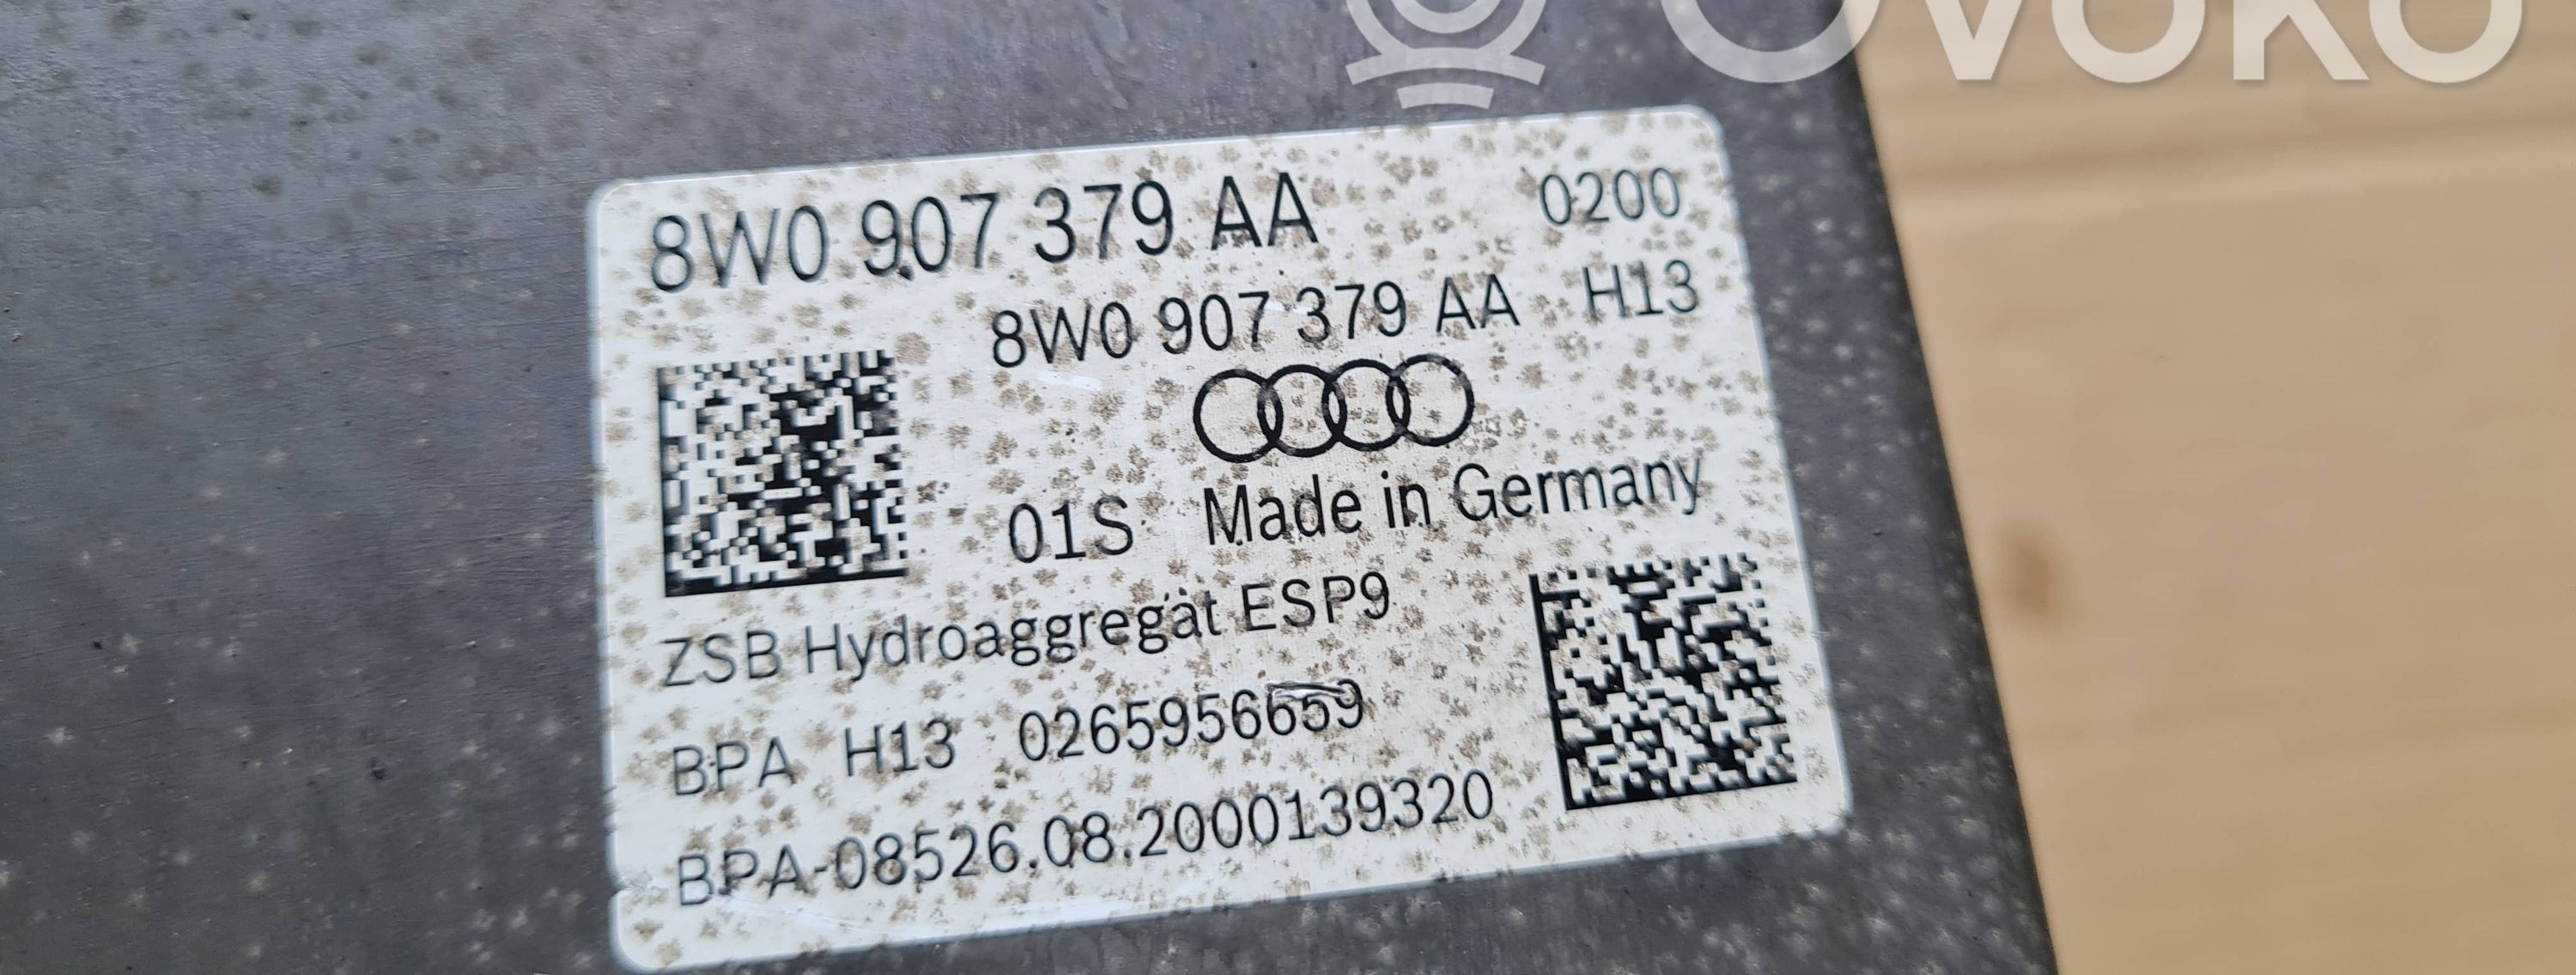 OVOKO
8W0 907 379 AA 0200
8W0 907 379 AA H13
01S Made in Germany
ZSB Hydroaggregat ESP9
BPA H13 0265956659
BPA-08526.08.2000139320